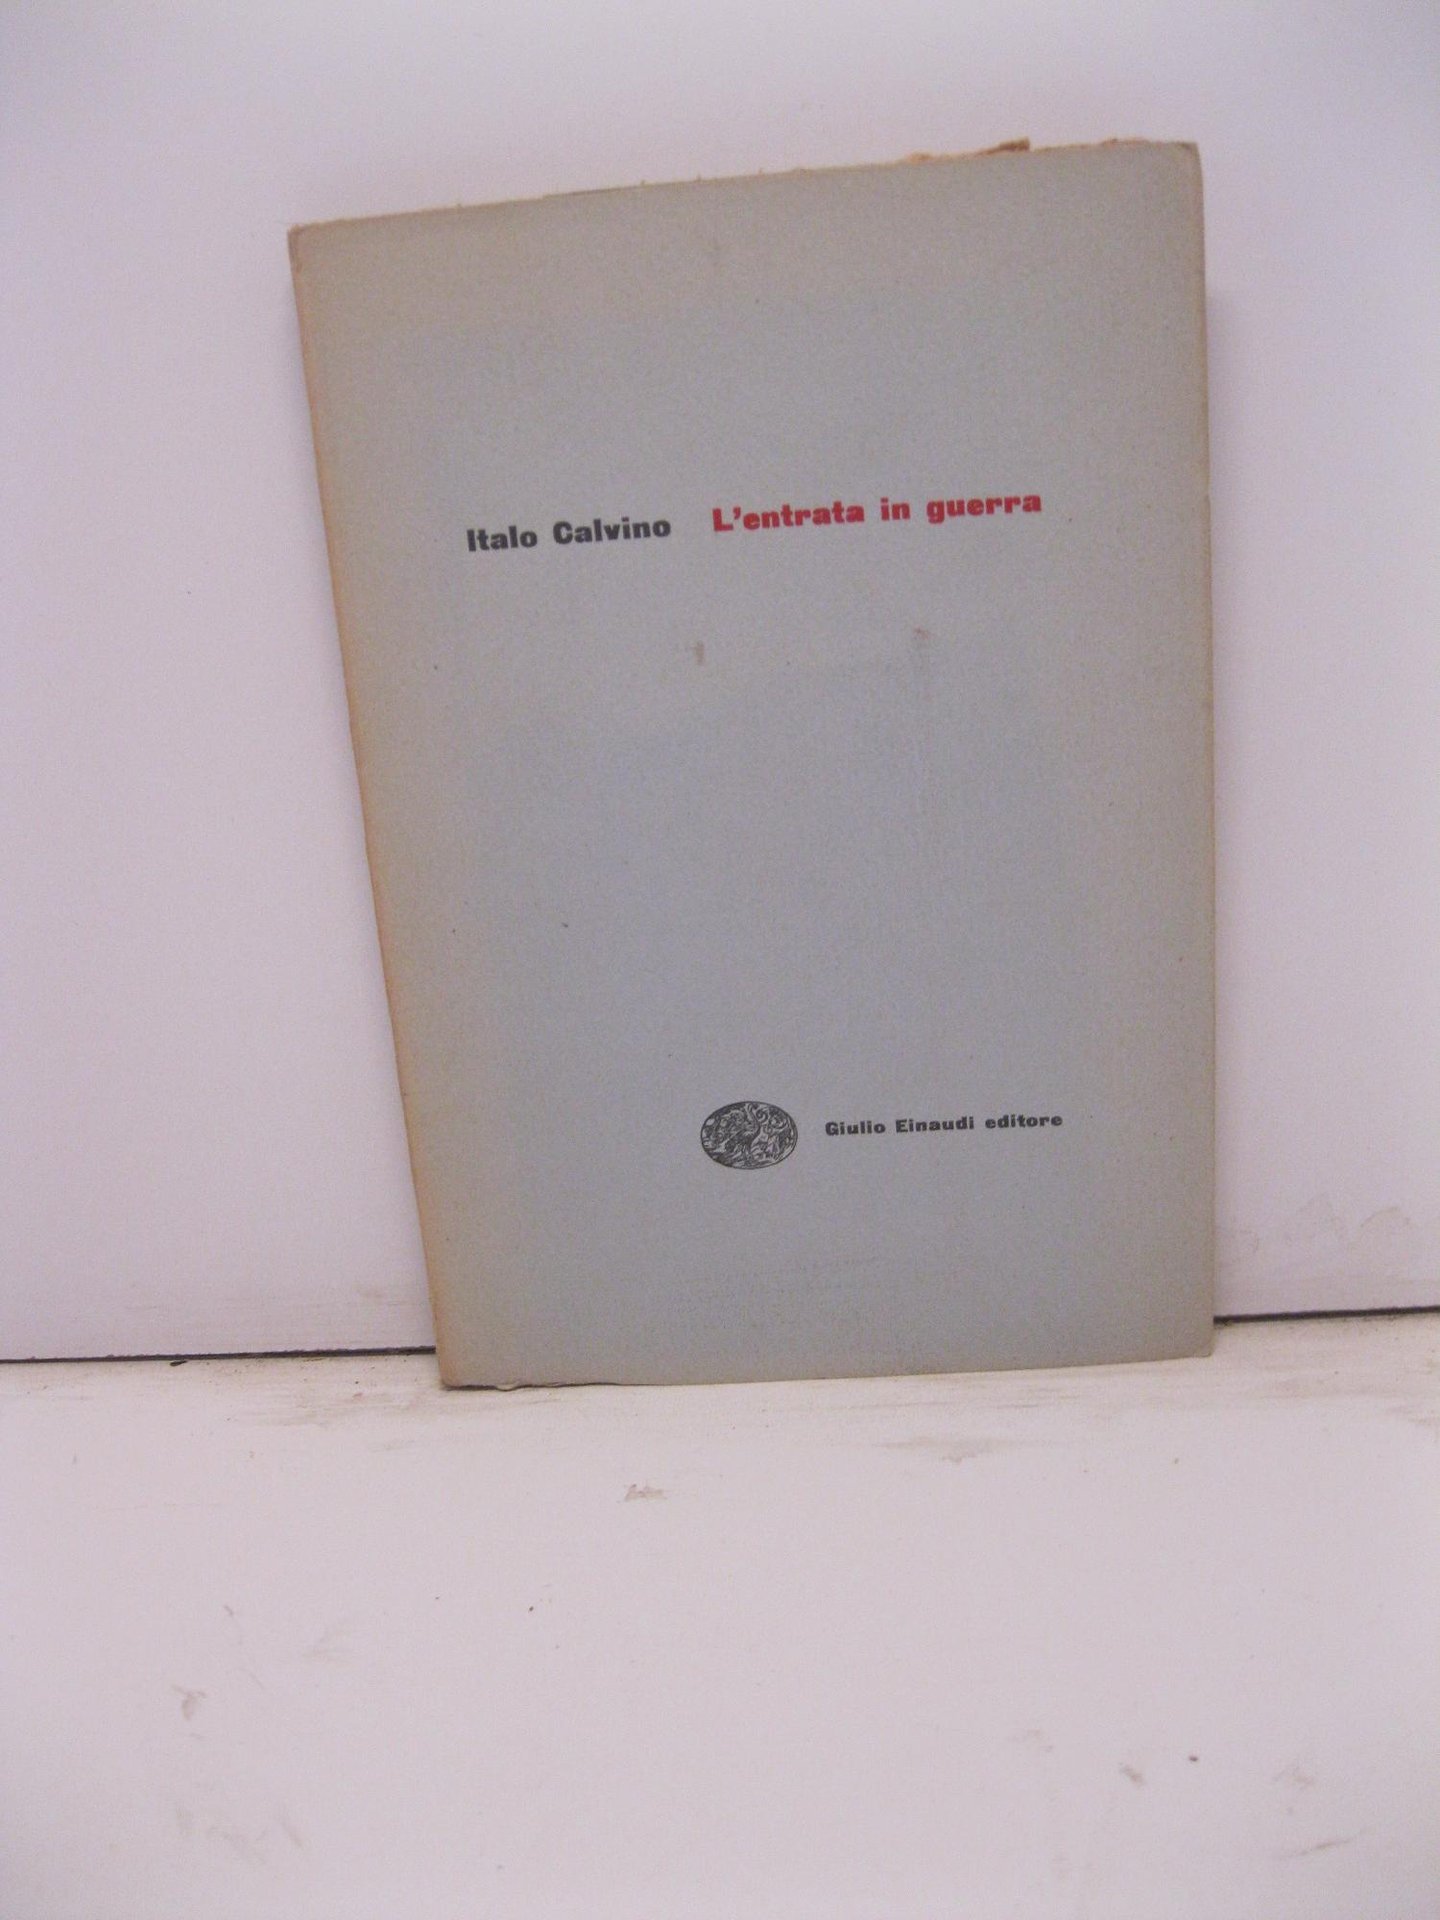 Italo Calvino L'entrata in guerra
Giulio Einaudi editore